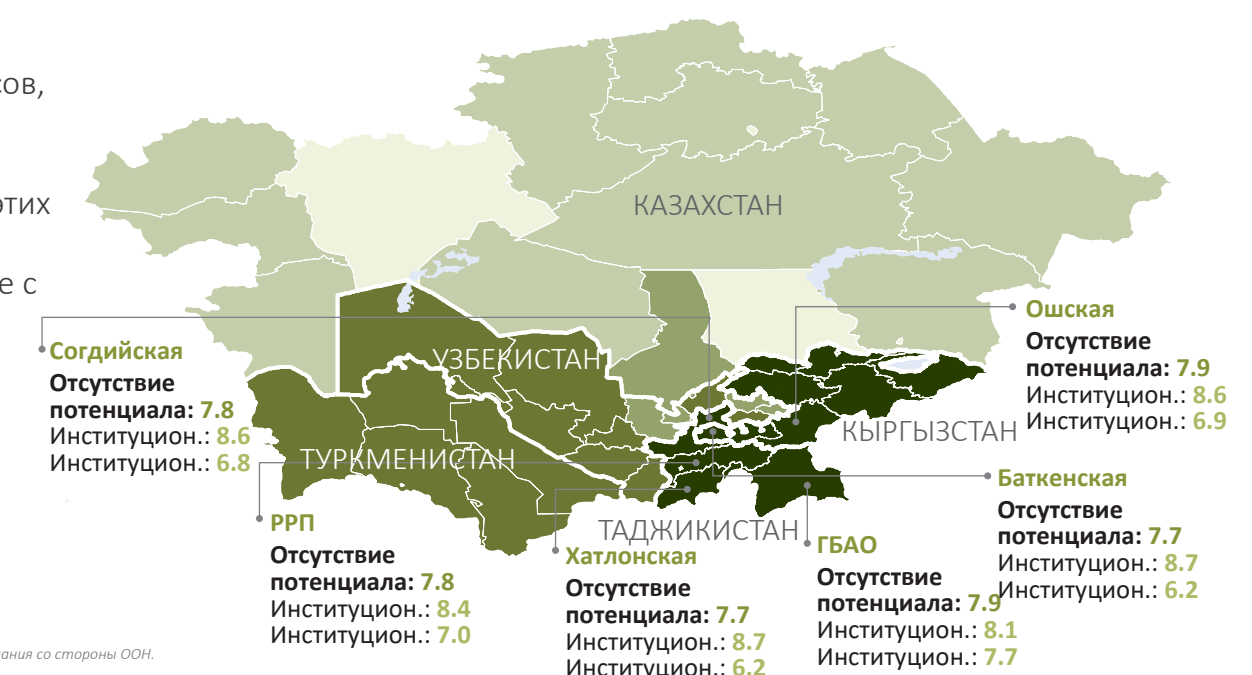 сов,
этих
е с
КАЗАХСТАН
УЗБЕКИСТАН
ТУРКМЕНИСТАН
КЫРГЫЗСТАН
ТАДЖИКИСТАН
Согдийская
Отсутствие
потенциала: 7.8
Институцион.: 8.6
Институцион.: 6.8
РРП
Отсутствие
потенциала: 7.8
Институцион.: 8.4
Институцион.: 7.0
Хатлонская
Отсутствие
потенциала: 7.7
Институцион.: 8.7
Институцион.: 6.2
ГБАО
Отсутствие
потенциала: 7.9
Институцион.: 8.1
Институцион.: 7.7
Ошская
Отсутствие
потенциала: 7.9
Институцион.: 8.6
Институцион.: 6.9
Баткенская
Отсутствие
потенциала: 7.7
Институцион.: 8.7
Институцион.: 6.2
ания со стороны ООН.